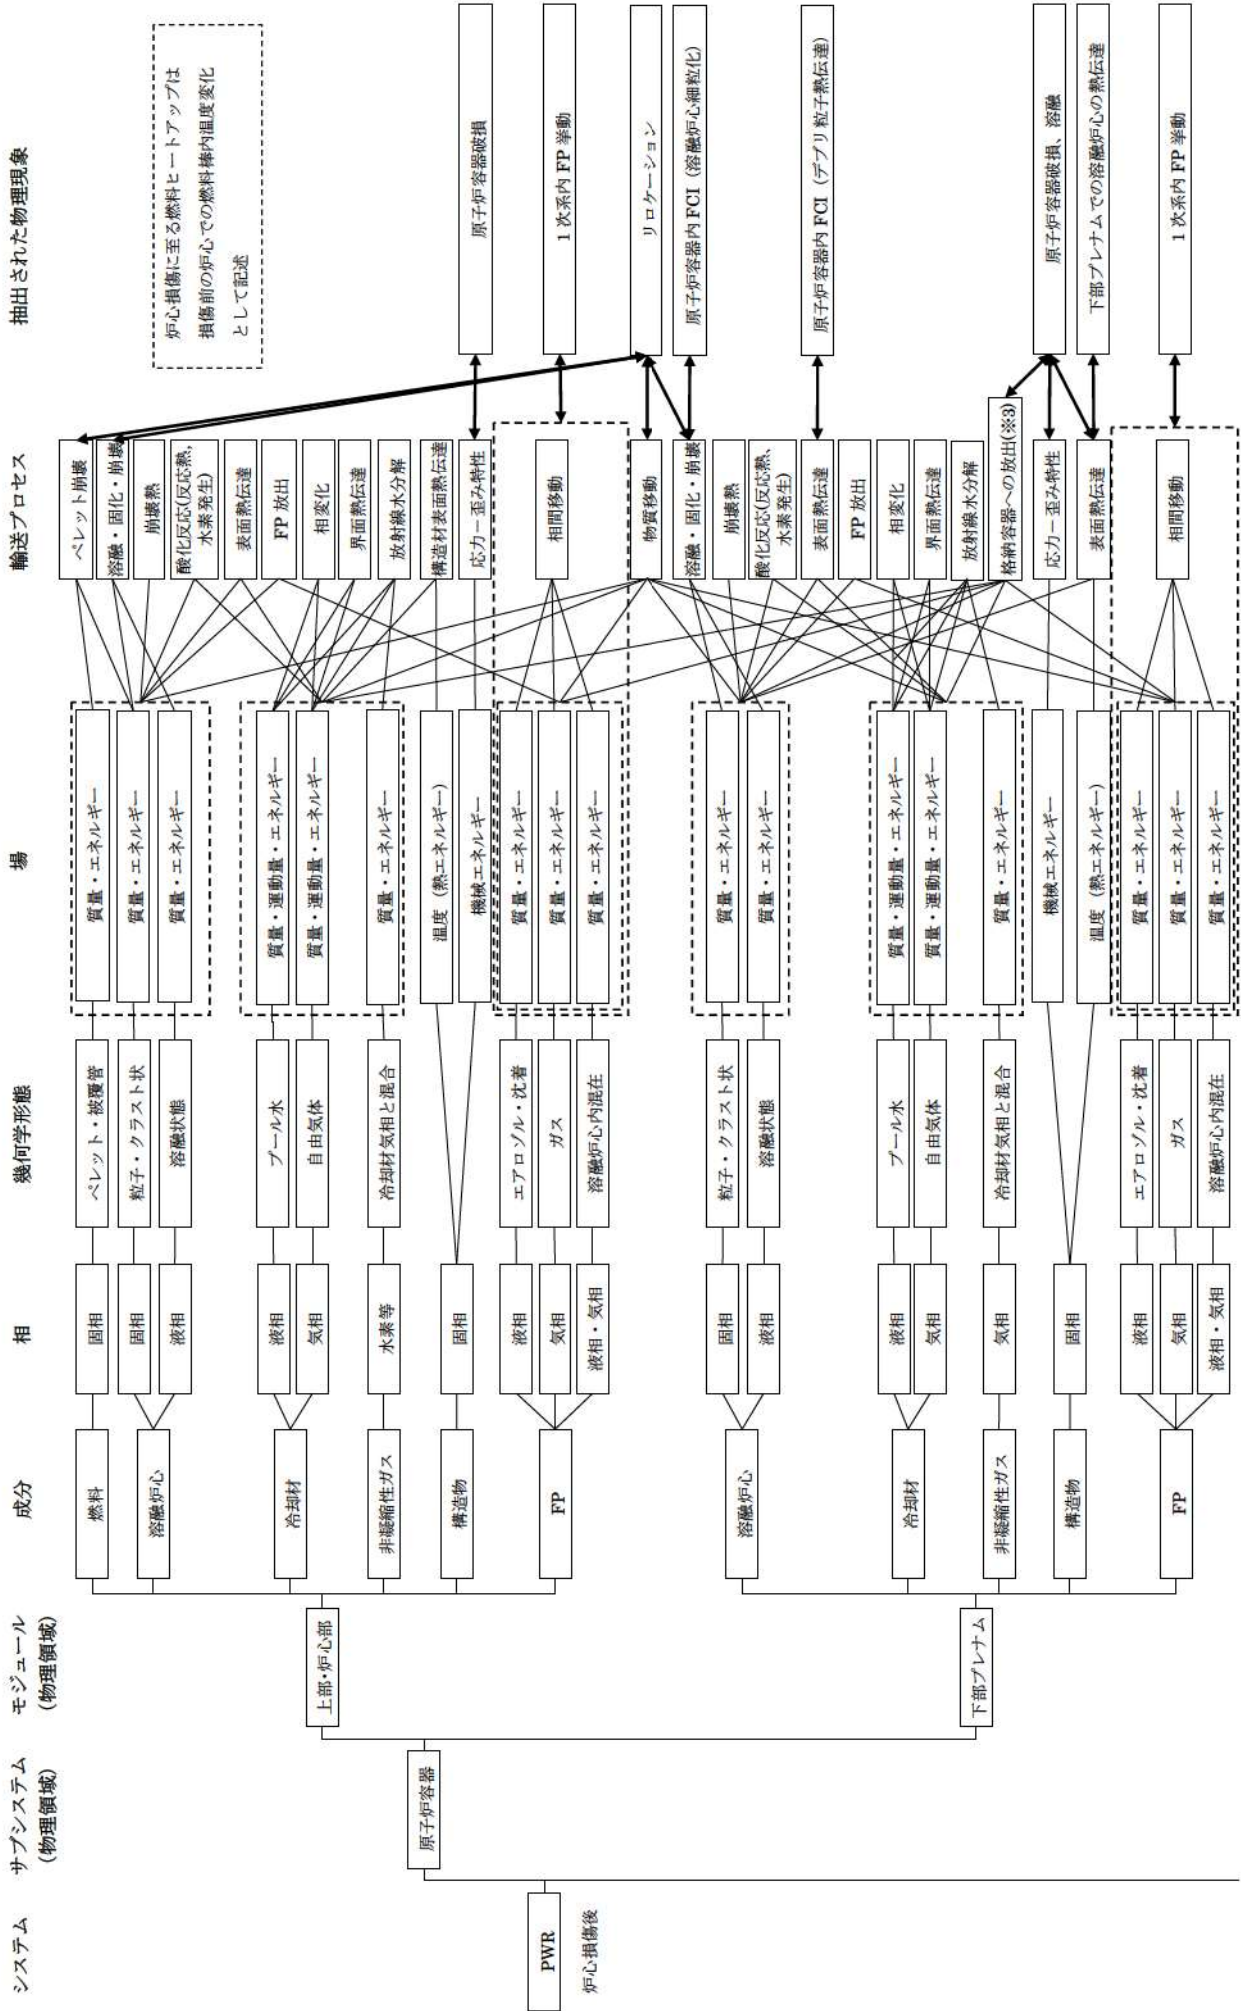 システム
サブシステム
(物理領域)
モジュール
(物理領域)
成分
相
幾何学形態
場
輸送プロセス
抽出された物理現象
PWR
炉心損傷後
原子炉容器
上部・炉心部
下部プレナム
燃料
溶融炉心
冷却材
非凝縮性ガス
構造物
FP
溶融炉心
冷却材
非凝縮性ガス
構造物
FP
固相
固相
液相
液相
気相
水素等
固相
液相
気相
液相・気相
固相
液相
液相
気相
気相
固相
液相
気相
液相・気相
ペレット・被覆管
粒子・クラスト状
溶融状態
プール水
自由気体
冷却材気相と混合
エアロゾル・沈着
ガス
溶融炉心内混在
粒子・クラスト状
溶融状態
プール水
自由気体
冷却材気相と混合
エアロゾル・沈着
ガス
溶融炉心内混在
質量・エネルギー
質量・エネルギー
質量・エネルギー
質量・運動量・エネルギー
質量・運動量・エネルギー
質量・エネルギー
温度（熱エネルギー）
機械エネルギー
質量・エネルギー
質量・エネルギー
質量・エネルギー
質量・エネルギー
質量・エネルギー
質量・運動量・エネルギー
質量・運動量・エネルギー
質量・エネルギー
機械エネルギー
温度（熱エネルギー）
質量・エネルギー
質量・エネルギー
質量・エネルギー
ペレット崩壊
溶融・固化・崩壊
崩壊熱
酸化反応(反応熱,
水素発生)
表面熱伝達
FP 放出
相変化
界面熱伝達
放射線水分解
構造材表面熱伝達
応力－歪み特性
相間移動
物質移動
溶融・固化・崩壊
崩壊熱
酸化反応(反応熱、
水素発生)
表面熱伝達
FP 放出
相変化
界面熱伝達
放射線水分解
格納容器への放出(※3)
応力－歪み特性
表面熱伝達
相間移動
炉心損傷に至る燃料ヒートアップは
損傷前の炉心での燃料棒内温度変化
として記述
原子炉容器破損
1 次系内 FP 挙動
リロケーション
原子炉容器内 FCI（溶融炉心細粒化）
原子炉容器内 FCI（デブリ粒子熱伝達）
原子炉容器破損、溶融
下部プレナムでの溶融炉心の熱伝達
1 次系内 FP 挙動